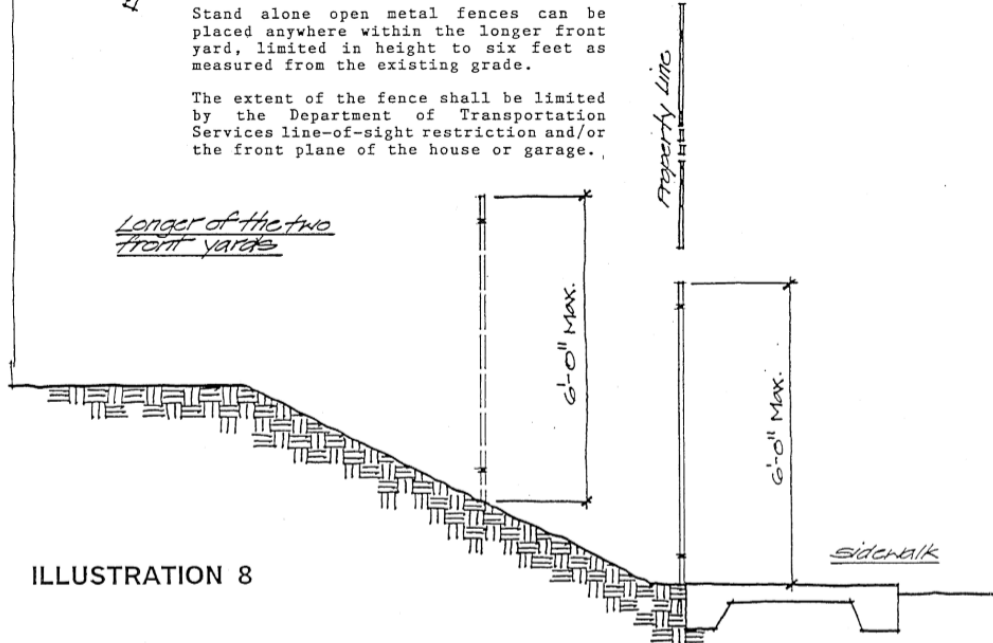 Stand alone open metal fences can be
placed anywhere within the longer front
yard, limited in height to six feet as
measured from the existing grade.
The extent of the fence shall be limited
by the Department of Transportation
Services line-of-sight restriction and/or
the front plane of the house or garage.
Property Line
Longer of the two
front yards
6'-0" Max.
6'-0" Max.
sidewalk
ILLUSTRATION 8